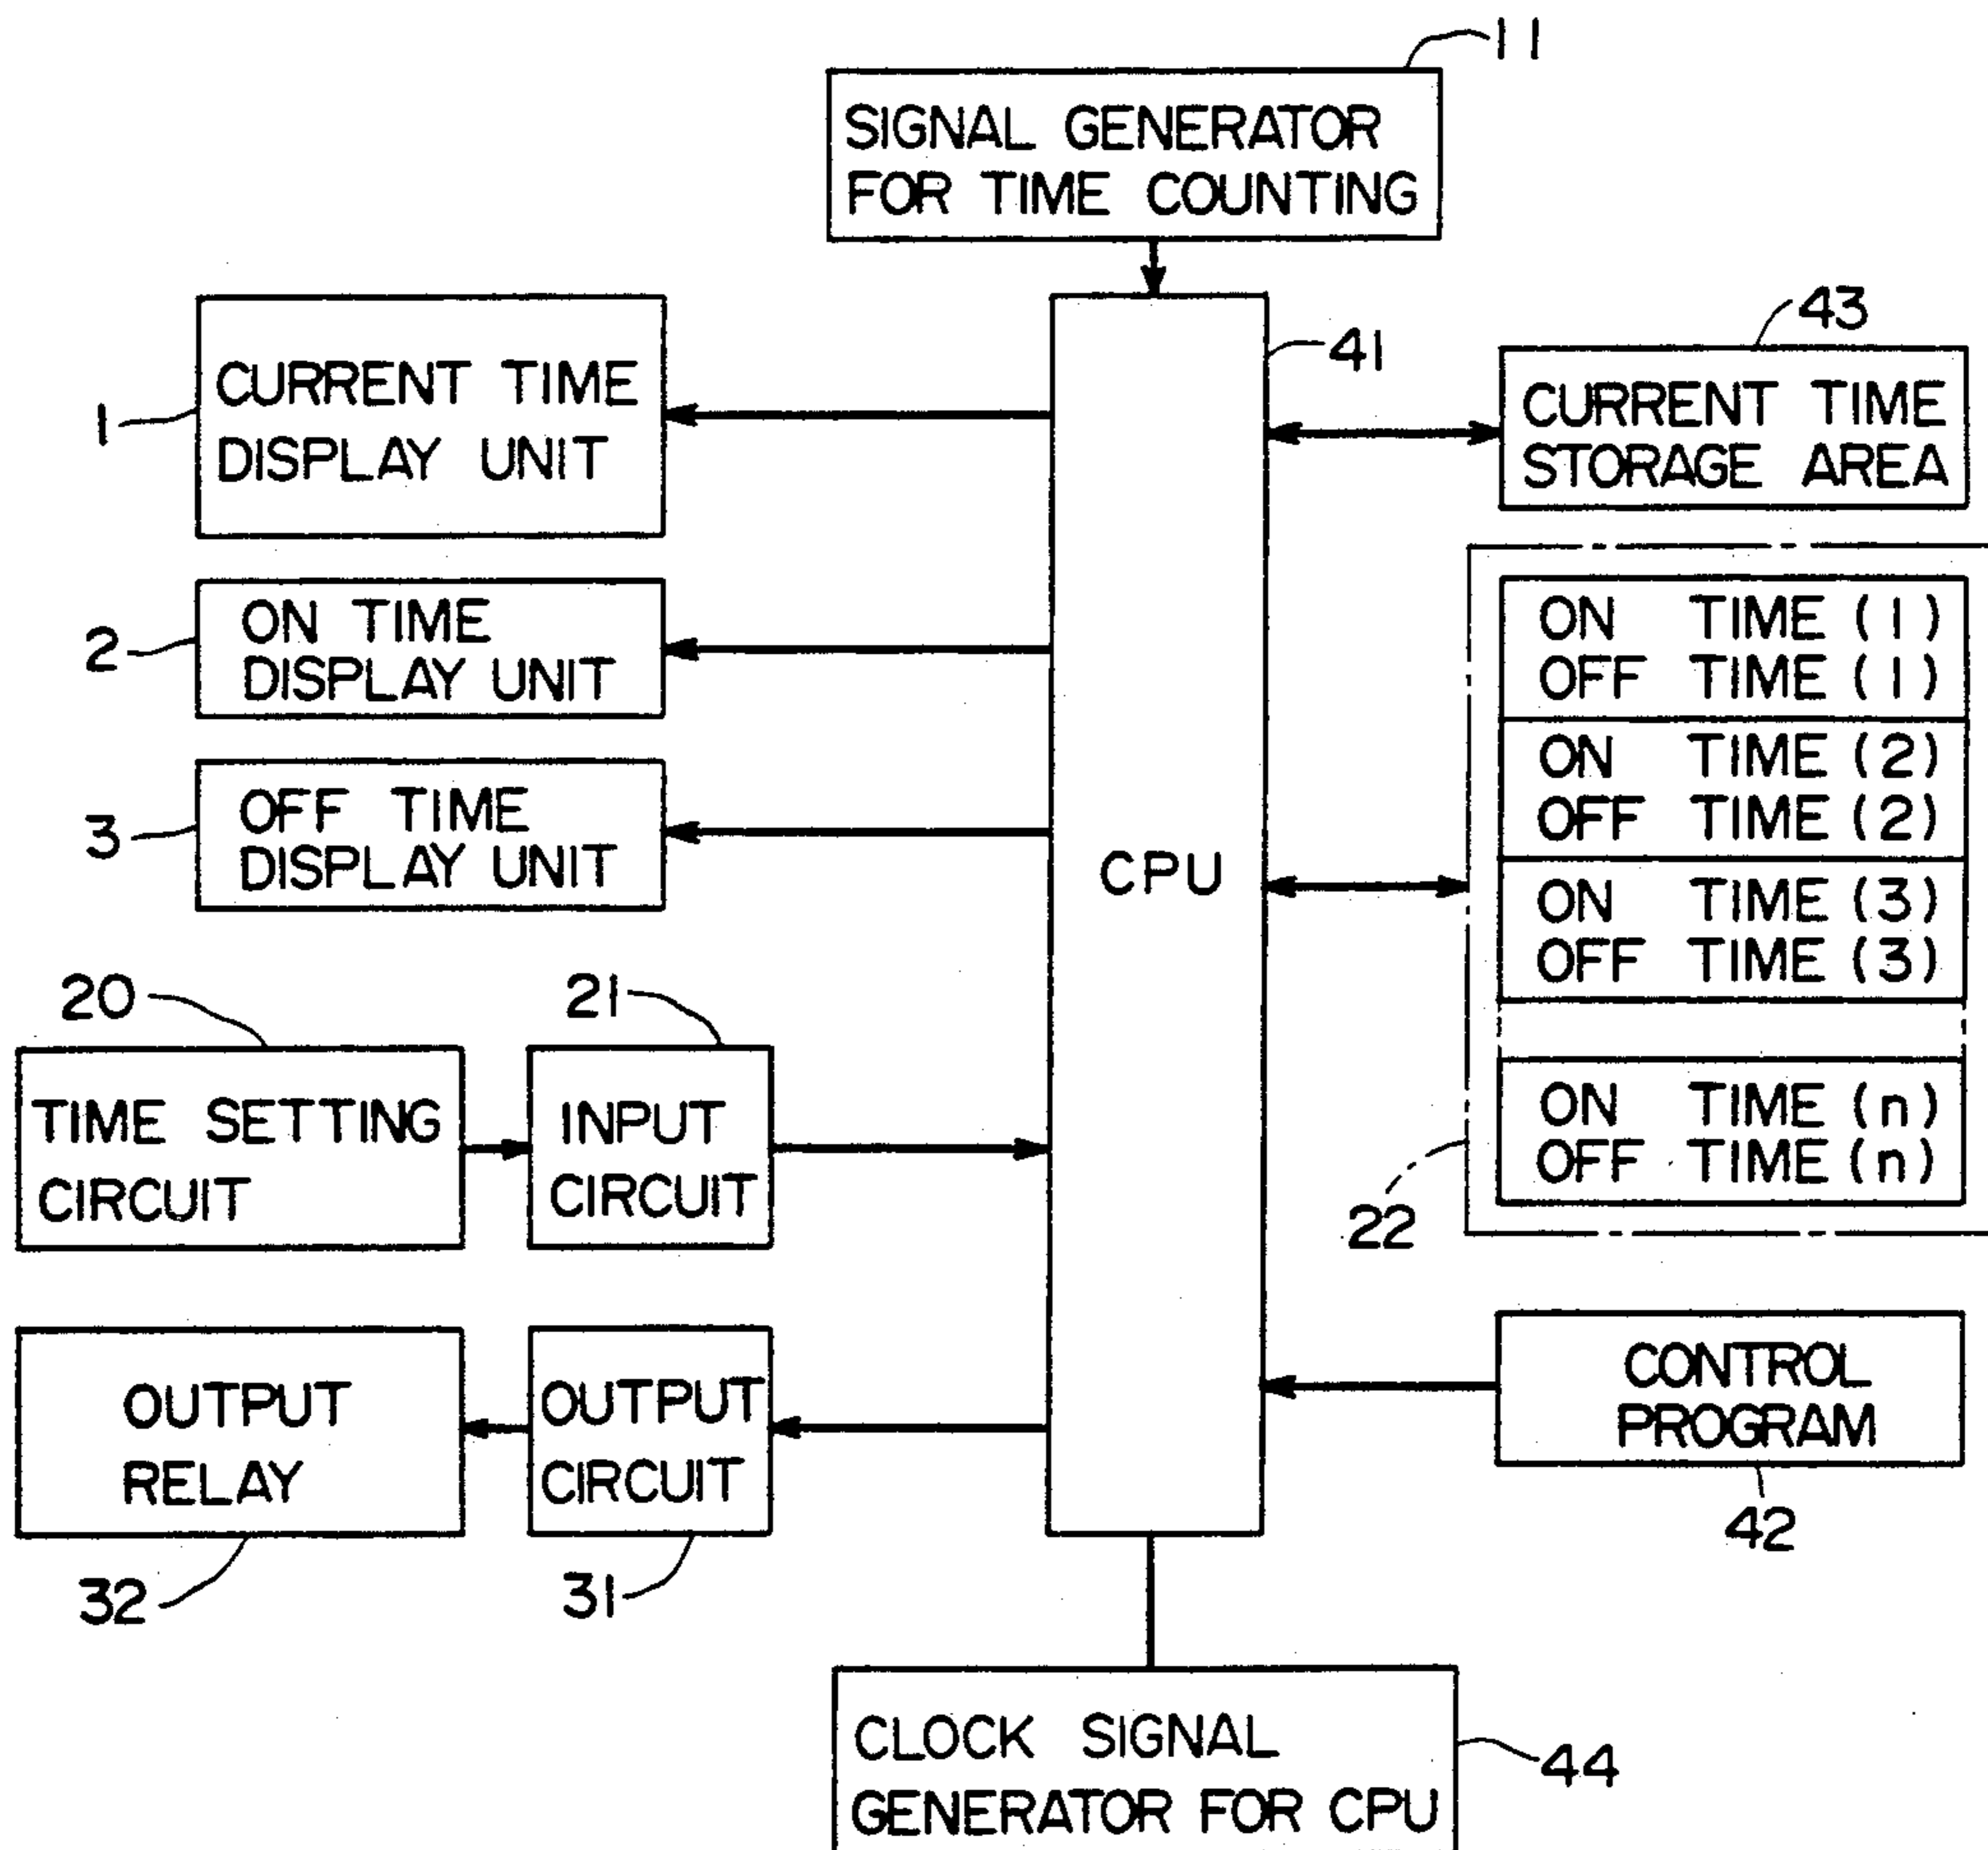 11
SIGNAL GENERATOR
FOR TIME COUNTING
1
CURRENT TIME
DISPLAY UNIT
41
43
CURRENT TIME
STORAGE AREA
2
ON TIME
DISPLAY UNIT
3
OFF TIME
DISPLAY UNIT
CPU
ON TIME (1)
OFF TIME (1)
ON TIME (2)
OFF TIME (2)
ON TIME (3)
OFF TIME (3)
ON TIME (n)
OFF TIME (n)
22
20
TIME SETTING
CIRCUIT
21
INPUT
CIRCUIT
OUTPUT
RELAY
32
OUTPUT
CIRCUIT
31
CONTROL
PROGRAM
42
CLOCK SIGNAL
GENERATOR FOR CPU
44